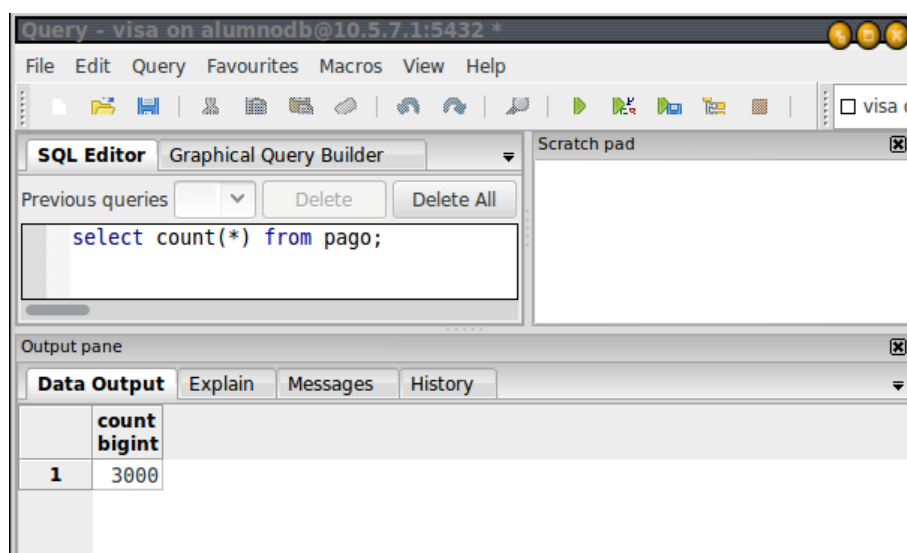 Query - visa on alumnodb@10.5.7.1:5432 *
File Edit Query Favourites Macros View Help
visa
SQL Editor Graphical Query Builder
Scratch pad
Previous queries Delete Delete All
select count(*) from pago;
Output pane
Data Output Explain Messages History
count
bigint
1 3000